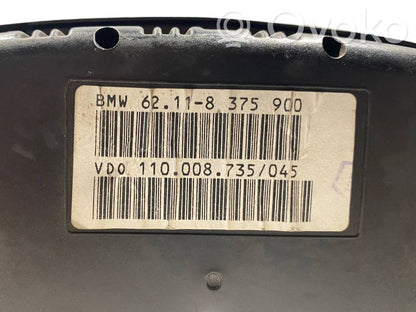 Ovoko
BMW 62.11-8 375 900
VDO 110.008.735/045